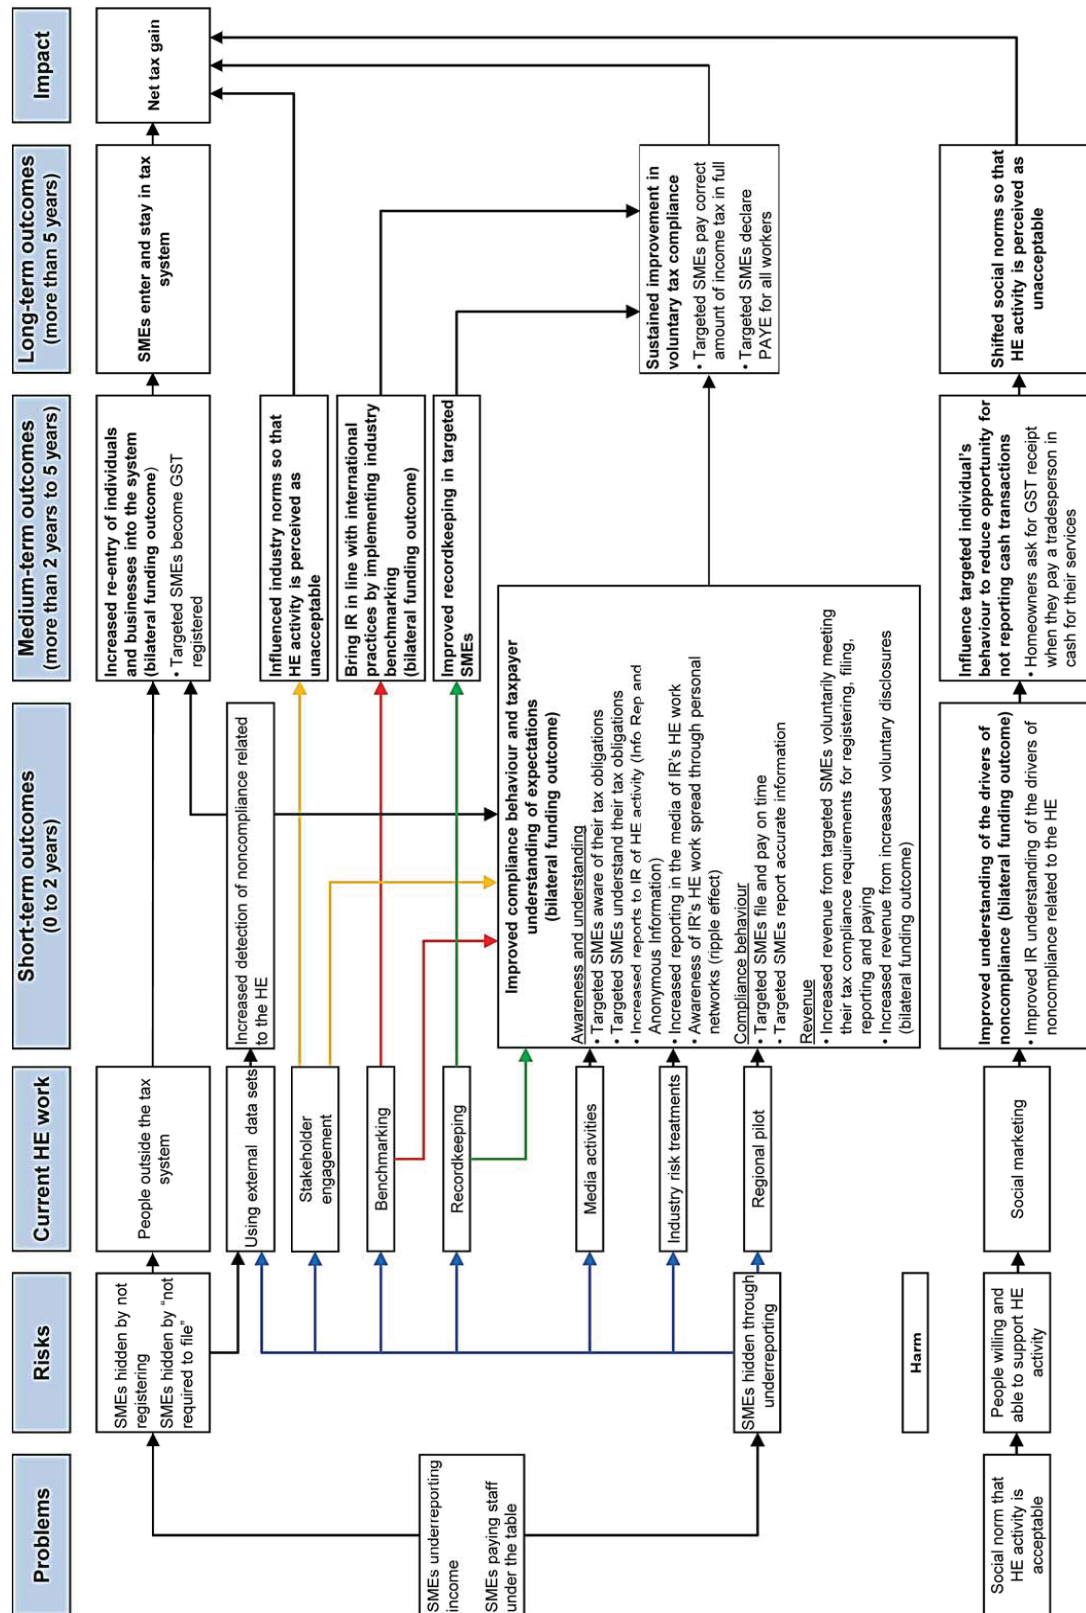 Problems
Risks
Current HE work
Short-term outcomes
(0 to 2 years)
Medium-term outcomes
(more than 2 years to 5 years)
Long-term outcomes
(more than 5 years)
Impact
SMEs underreporting
income
SMEs paying staff
under the table
Social norm that
HE activity is
acceptable
SMEs hidden by not
registering
SMEs hidden by “not
required to file”
SMEs hidden through
underreporting
Harm
People willing and
able to support HE
activity
People outside the tax
system
Using external data sets
Stakeholder
engagement
Benchmarking
Recordkeeping
Media activities
Industry risk treatments
Regional pilot
Social marketing
Increased detection of noncompliance related
to the HE
Improved compliance behaviour and taxpayer
understanding of expectations
(bilateral funding outcome)
Awareness and understanding
• Targeted SMEs aware of their tax obligations
• Targeted SMEs understand their tax obligations
• Increased reports to IR of HE activity (Info Rep and
Anonymous Information)
• Increased reporting in the media of IR’s HE work
• Awareness of IR’s HE work spread through personal
networks (ripple effect)
Compliance behaviour
• Targeted SMEs file and pay on time
• Targeted SMEs report accurate information
Revenue
• Increased revenue from targeted SMEs voluntarily meeting
their tax compliance requirements for registering, filing,
reporting and paying
• Increased revenue from increased voluntary disclosures
(bilateral funding outcome)
Improved understanding of the drivers of
noncompliance (bilateral funding outcome)
• Improved IR understanding of the drivers of
noncompliance related to the HE
Increased re-entry of individuals
and businesses into the system
(bilateral funding outcome)
• Targeted SMEs become GST
registered
Influenced industry norms so that
HE activity is perceived as
unacceptable
Bring IR in line with international
practices by implementing industry
benchmarking
(bilateral funding outcome)
Improved recordkeeping in targeted
SMEs
Influence targeted individual’s
behaviour to reduce opportunity for
not reporting cash transactions
• Homeowners ask for GST receipt
when they pay a tradesperson in
cash for their services
SMEs enter and stay in tax
system
Sustained improvement in
voluntary tax compliance
• Targeted SMEs pay correct
amount of income tax in full
• Targeted SMEs declare
PAYE for all workers
Shifted social norms so that
HE activity is perceived as
unacceptable
Net tax gain